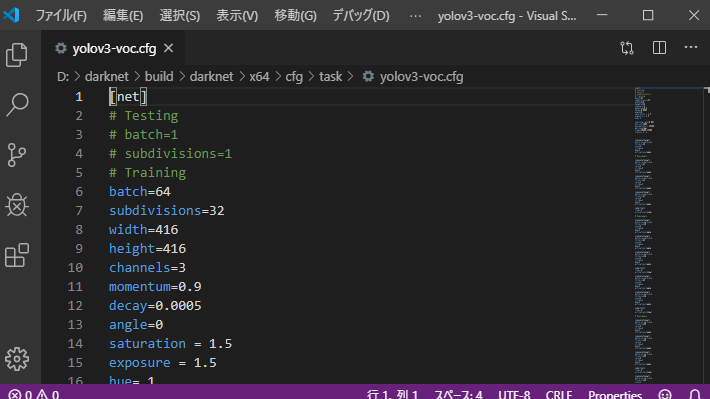 ファイル(F) 編集(E) 選択(S) 表示(V) 移動(G) デバッグ(D) ··· yolov3-voc.cfg - Visual S...
yolov3-voc.cfg
D: > darknet > build > darknet > x64 > cfg > task > yolov3-voc.cfg
1 [net]
2 # Testing
3 # batch=1
4 # subdivisions=1
5 # Training
6 batch=64
7 subdivisions=32
8 width=416
9 height=416
10 channels=3
11 momentum=0.9
12 decay=0.0005
13 angle=0
14 saturation = 1.5
15 exposure = 1.5
16 hue=.1
0 0 行 1、列 1 スペース: 4 UTF-8 CRLF Properties